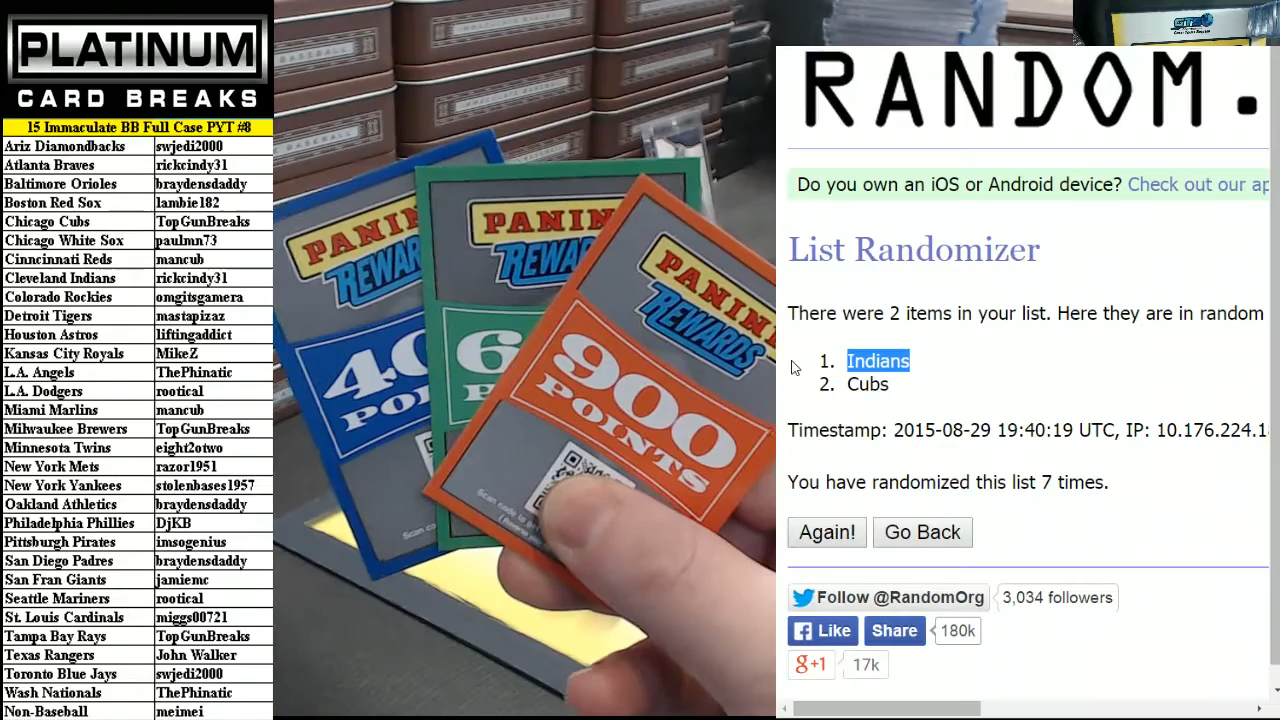 PLATINUM
CARD BREAKS
15 Immaculate BB Full Case PYT #8
Ariz Diamondbacks swjedi2000
Atlanta Braves rickcindy31
Baltimore Orioles braydensdaddy
Boston Red Sox lambie182
Chicago Cubs TopGunBreaks
Chicago White Sox paulmn73
Cinncinnati Reds mancub
Cleveland Indians rickcindy31
Colorado Rockies omgitsgamera
Detroit Tigers mastapizaz
Houston Astros liftingaddict
Kansas City Royals MikeZ
L.A. Angels ThePhinatic
L.A. Dodgers rootical
Miami Marlins mancub
Milwaukee Brewers TopGunBreaks
Minnesota Twins eight2otwo
New York Mets razor1951
New York Yankees stolenbases1957
Oakland Athletics braydensdaddy
Philadelphia Phillies DjKB
Pittsburgh Pirates imsogenius
San Diego Padres braydensdaddy
San Fran Giants jamiemc
Seattle Mariners rootical
St. Louis Cardinals miggs00721
Tampa Bay Rays TopGunBreaks
Texas Rangers John Walker
Toronto Blue Jays swjedi2000
Wash Nationals ThePhinatic
Non-Baseball meimei
PANINI
REWARDS
40
PO
PANINI
REW
6
P
PANINI
REWARDS
900
POINTS
Scan code
GTS
RANDOM.
Do you own an iOS or Android device? Check out our ap
List Randomizer
There were 2 items in your list. Here they are in random
1. Indians
2. Cubs
Timestamp: 2015-08-29 19:40:19 UTC, IP: 10.176.224.1
You have randomized this list 7 times.
Again! Go Back
Follow @RandomOrg 3,034 followers
Like Share 180k
g+1 17k